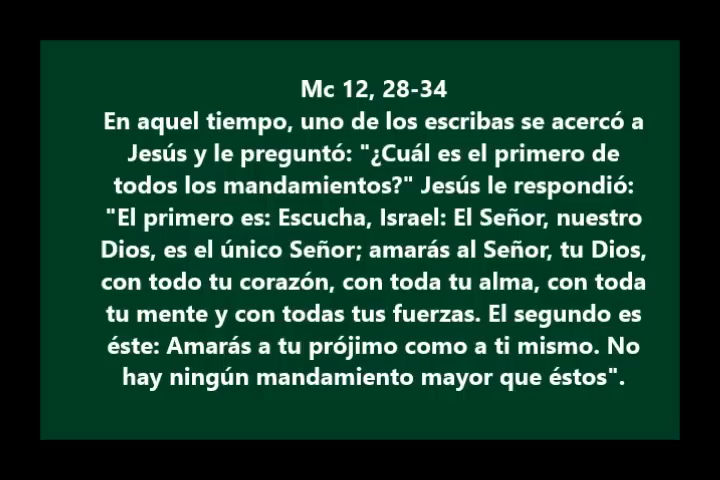 Mc 12, 28-34
En aquel tiempo, uno de los escribas se acercó a
Jesús y le preguntó: "¿Cuál es el primero de
todos los mandamientos?" Jesús le respondió:
"El primero es: Escucha, Israel: El Señor, nuestro
Dios, es el único Señor; amarás al Señor, tu Dios,
con todo tu corazón, con toda tu alma, con toda
tu mente y con todas tus fuerzas. El segundo es
éste: Amarás a tu prójimo como a ti mismo. No
hay ningún mandamiento mayor que éstos".